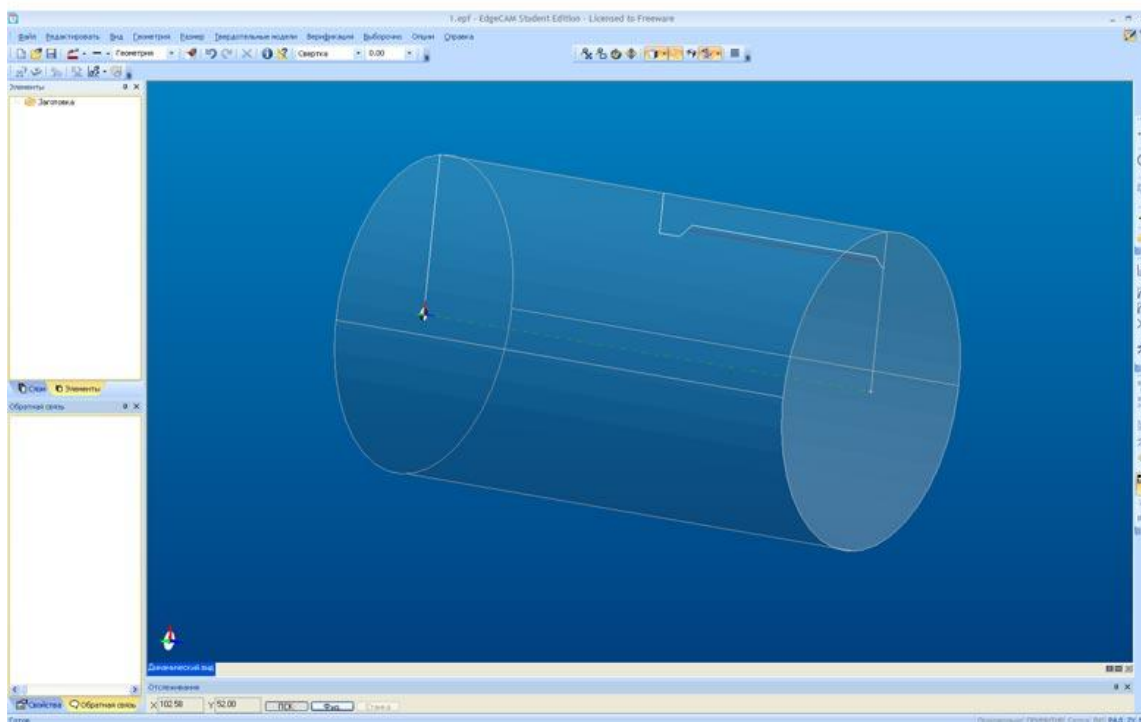 1.epf - EdgeCAM Student Edition - Licensed to Freeware
Файл Редактировать Вид Геометрия Размер Твердотельные модели Верификация Выборочно Опции Справка
Геометрия Свертка 0.00
Элементы
Заготовка
Слои Элементы
Обратная связь
Динамический вид
Отслеживание
Свойства Обратная связь X 102.58 Y 52.00 ПСК
Готов